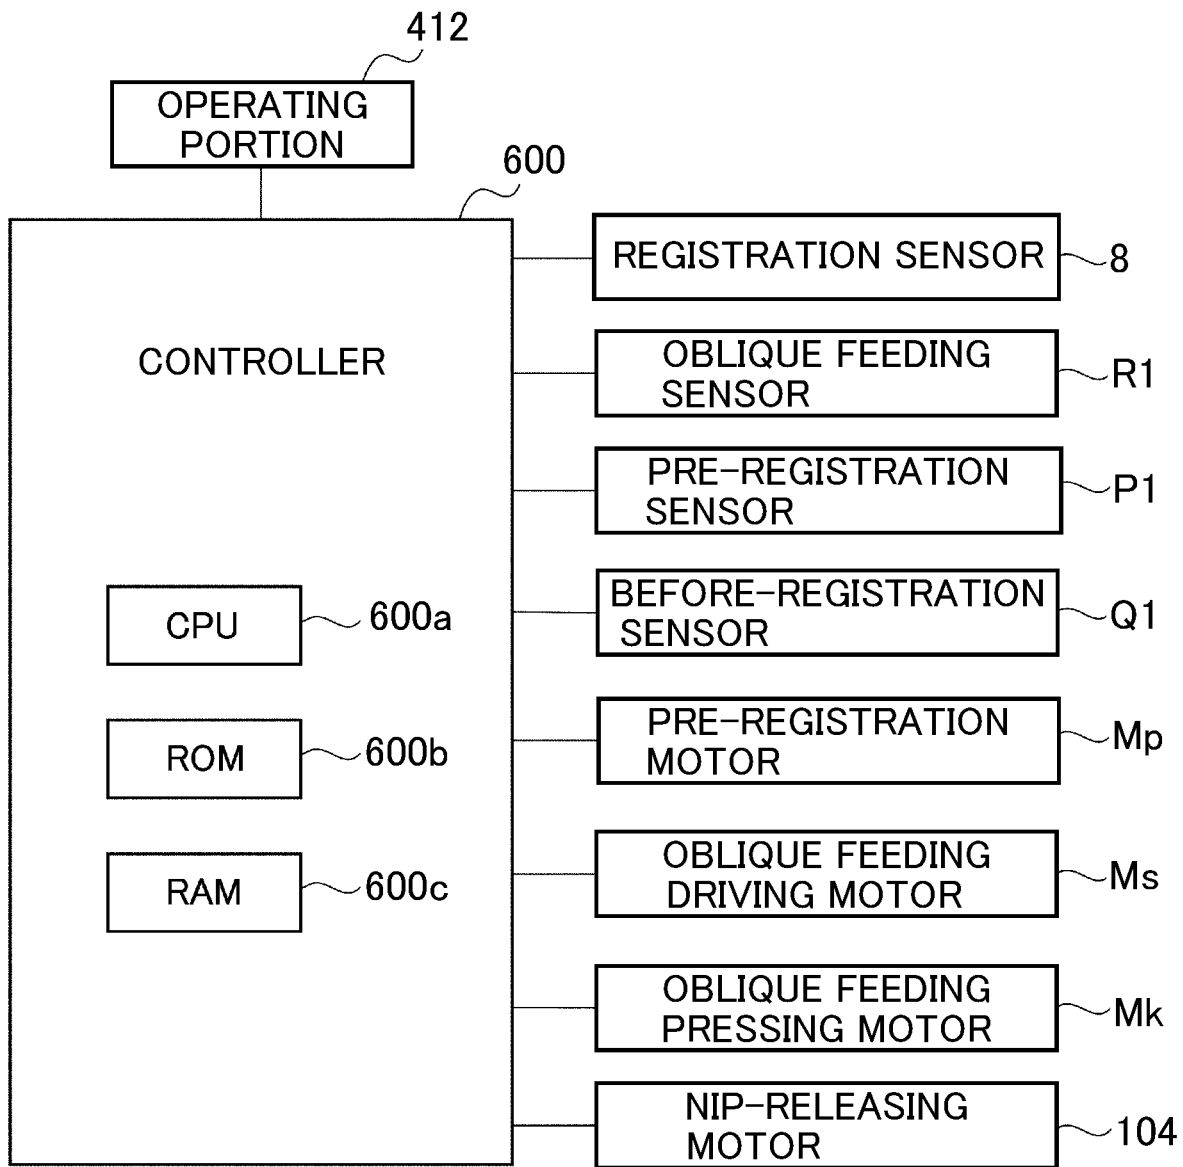 412
OPERATING
PORTION
600
CONTROLLER
CPU
600a
ROM
600b
RAM
600c
REGISTRATION SENSOR
8
OBLIQUE FEEDING
SENSOR
R1
PRE-REGISTRATION
SENSOR
P1
BEFORE-REGISTRATION
SENSOR
Q1
PRE-REGISTRATION
MOTOR
Mp
OBLIQUE FEEDING
DRIVING MOTOR
Ms
OBLIQUE FEEDING
PRESSING MOTOR
Mk
NIP-RELEASING
MOTOR
104